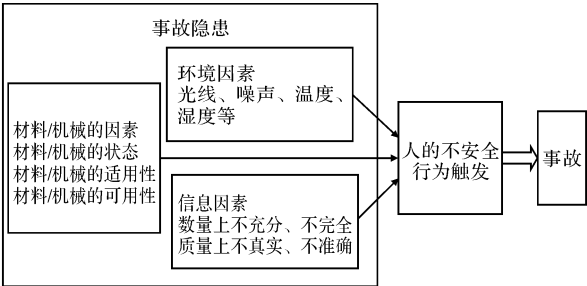 事故隐患
环境因素
光线、噪声、温度、
湿度等
材料/机械的因素
材料/机械的状态
材料/机械的适用性
材料/机械的可用性
信息因素
数量上不充分、不完全
质量上不真实、不准确
人的不安全
行为触发
事故